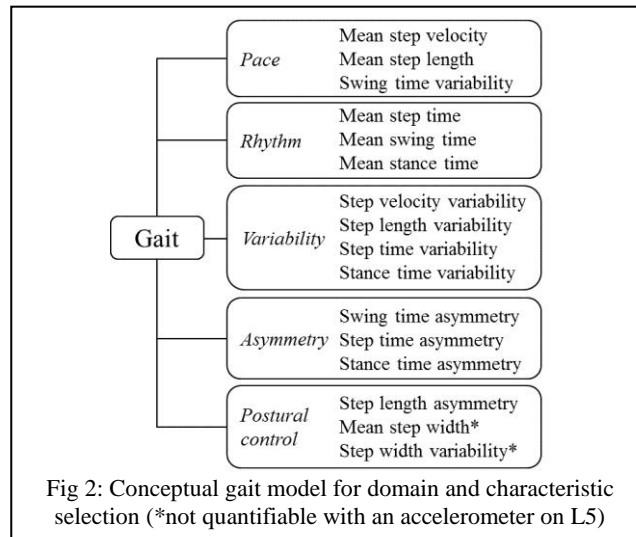 Pace
Mean step velocity
Mean step length
Swing time variability
Rhythm
Mean step time
Mean swing time
Mean stance time
Gait
Variability
Step velocity variability
Step length variability
Step time variability
Stance time variability
Asymmetry
Swing time asymmetry
Step time asymmetry
Stance time asymmetry
Postural
control
Step length asymmetry
Mean step width*
Step width variability*
Fig 2: Conceptual gait model for domain and characteristic
selection (*not quantifiable with an accelerometer on L5)